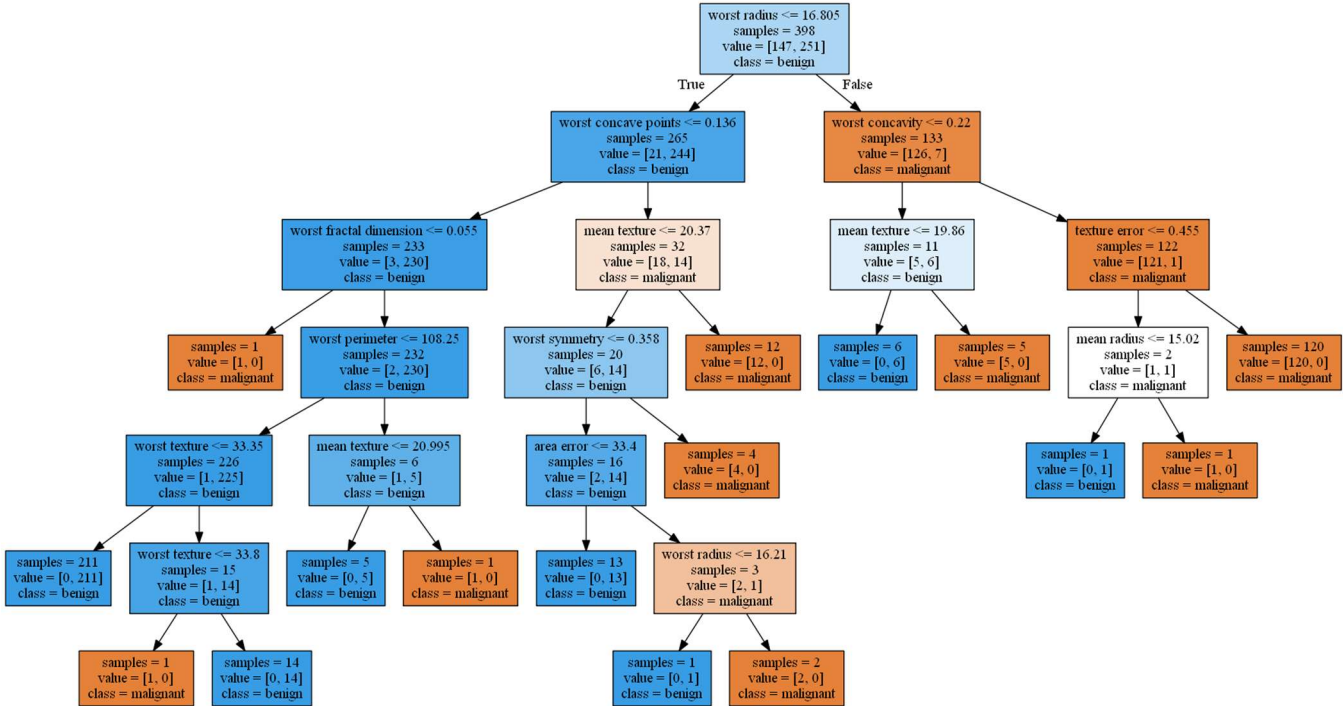 worst radius <= 16.805
samples = 398
value = [147, 251]
class = benign
True
False
worst concave points <= 0.136
samples = 265
value = [21, 244]
class = benign
worst concavity <= 0.22
samples = 133
value = [126, 7]
class = malignant
worst fractal dimension <= 0.055
samples = 233
value = [3, 230]
class = benign
mean texture <= 20.37
samples = 32
value = [18, 14]
class = malignant
mean texture <= 19.86
samples = 11
value = [5, 6]
class = benign
texture error <= 0.455
samples = 122
value = [121, 1]
class = malignant
samples = 1
value = [1, 0]
class = malignant
worst perimeter <= 108.25
samples = 232
value = [2, 230]
class = benign
worst symmetry <= 0.358
samples = 20
value = [6, 14]
class = benign
samples = 12
value = [12, 0]
class = malignant
samples = 6
value = [0, 6]
class = benign
samples = 5
value = [5, 0]
class = malignant
mean radius <= 15.02
samples = 2
value = [1, 1]
class = malignant
samples = 120
value = [120, 0]
class = malignant
worst texture <= 33.35
samples = 226
value = [1, 225]
class = benign
mean texture <= 20.995
samples = 6
value = [1, 5]
class = benign
area error <= 33.4
samples = 16
value = [2, 14]
class = benign
samples = 4
value = [4, 0]
class = malignant
samples = 1
value = [0, 1]
class = benign
samples = 1
value = [1, 0]
class = malignant
samples = 211
value = [0, 211]
class = benign
worst texture <= 33.8
samples = 15
value = [1, 14]
class = benign
samples = 5
value = [0, 5]
class = benign
samples = 1
value = [1, 0]
class = malignant
samples = 13
value = [0, 13]
class = benign
worst radius <= 16.21
samples = 3
value = [2, 1]
class = malignant
samples = 1
value = [1, 0]
class = malignant
samples = 14
value = [0, 14]
class = benign
samples = 1
value = [0, 1]
class = benign
samples = 2
value = [2, 0]
class = malignant